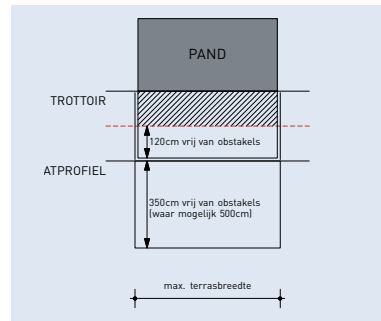 PAND
TROTTOIR
120cm vrij van obstakels
ATPROFIEL
350cm vrij van obstakels
(waar mogelijk 500cm)
max. terrasbreedte